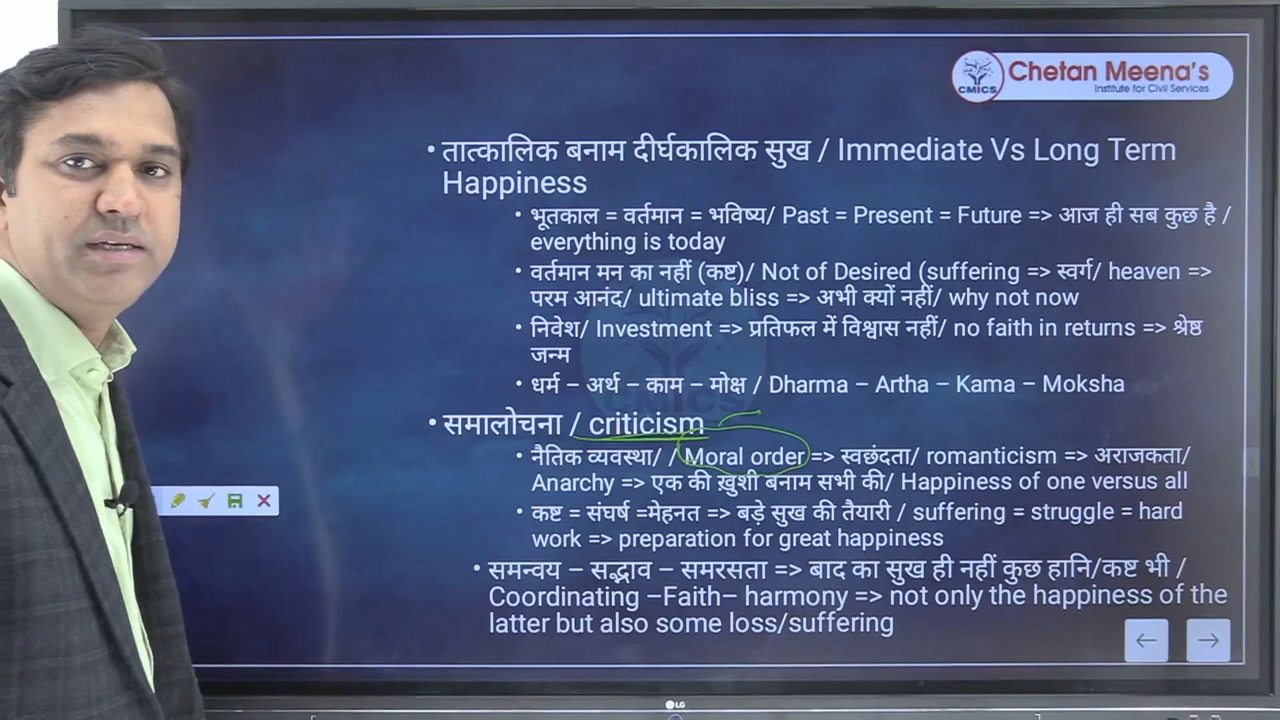 Chetan Meena's
Institute for Civil Services
CMICS
• तात्कालिक बनाम दीर्घकालिक सुख / Immediate Vs Long Term
Happiness
• भूतकाल = वर्तमान = भविष्य/ Past = Present = Future => आज ही सब कुछ है /
everything is today
• वर्तमान मन का नहीं (कष्ट)/ Not of Desired (suffering => स्वर्ग/ heaven =>
परम आनंद/ ultimate bliss => अभी क्यों नहीं/ why not now
• निवेश/ Investment => प्रतिफल में विश्वास नहीं/ no faith in returns => श्रेष्ठ
जन्म
• धर्म – अर्थ – काम – मोक्ष / Dharma – Artha – Kama – Moksha
CMICS
• समालोचना / criticism
• नैतिक व्यवस्था/ / Moral order => स्वछंदता/ romanticism => अराजकता/
Anarchy => एक की ख़ुशी बनाम सभी की/ Happiness of one versus all
• कष्ट = संघर्ष =मेहनत => बड़े सुख की तैयारी / suffering = struggle = hard
work => preparation for great happiness
• समन्वय – सद्भाव – समरसता => बाद का सुख ही नहीं कुछ हानि/कष्ट भी /
Coordinating –Faith– harmony => not only the happiness of the
latter but also some loss/suffering
LG